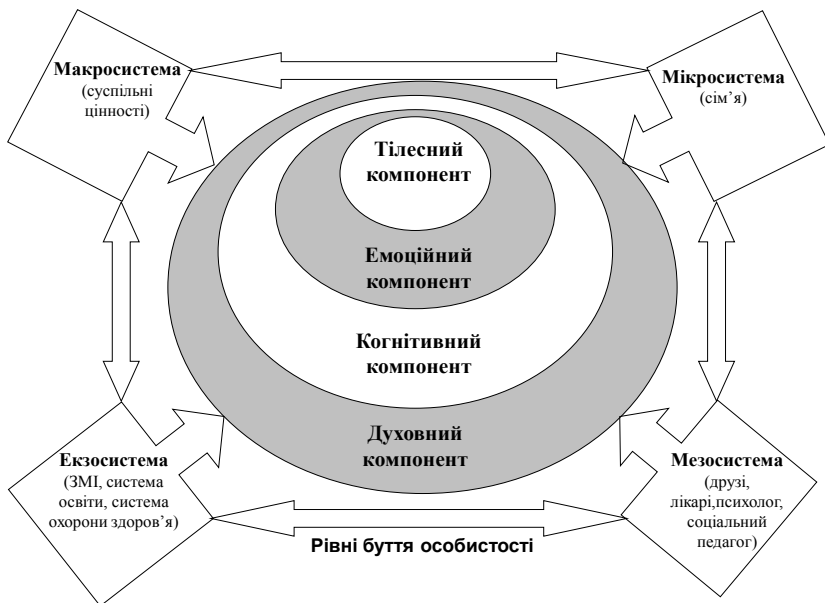 Макросистема
(суспільні
цінності)
Мікросистема
(сім’я)
Тілесний
компонент
Емоційний
компонент
Когнітивний
компонент
Духовний
компонент
Екзосистема
(ЗМІ, система
освіти, система
охорони здоров’я)
Мезосистема
(друзі,
лікарі,психолог,
соціальний
педагог)
Рівні буття особистості